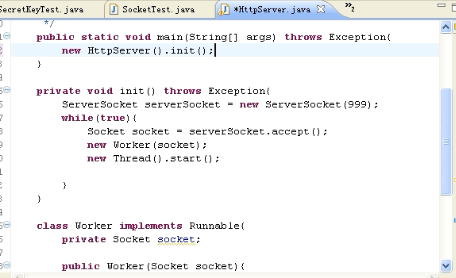 SecretKeyTest.java SocketTest.java *HttpServer.java
*/
public static void main(String[] args) throws Exception{
new HttpServer().init();
}
private void init() throws Exception{
ServerSocket serverSocket = new ServerSocket(999);
while(true){
Socket socket = serverSocket.accept();
new Worker(socket);
new Thread().start();
}
}
class Worker implements Runnable{
private Socket socket;
public Worker(Socket socket){